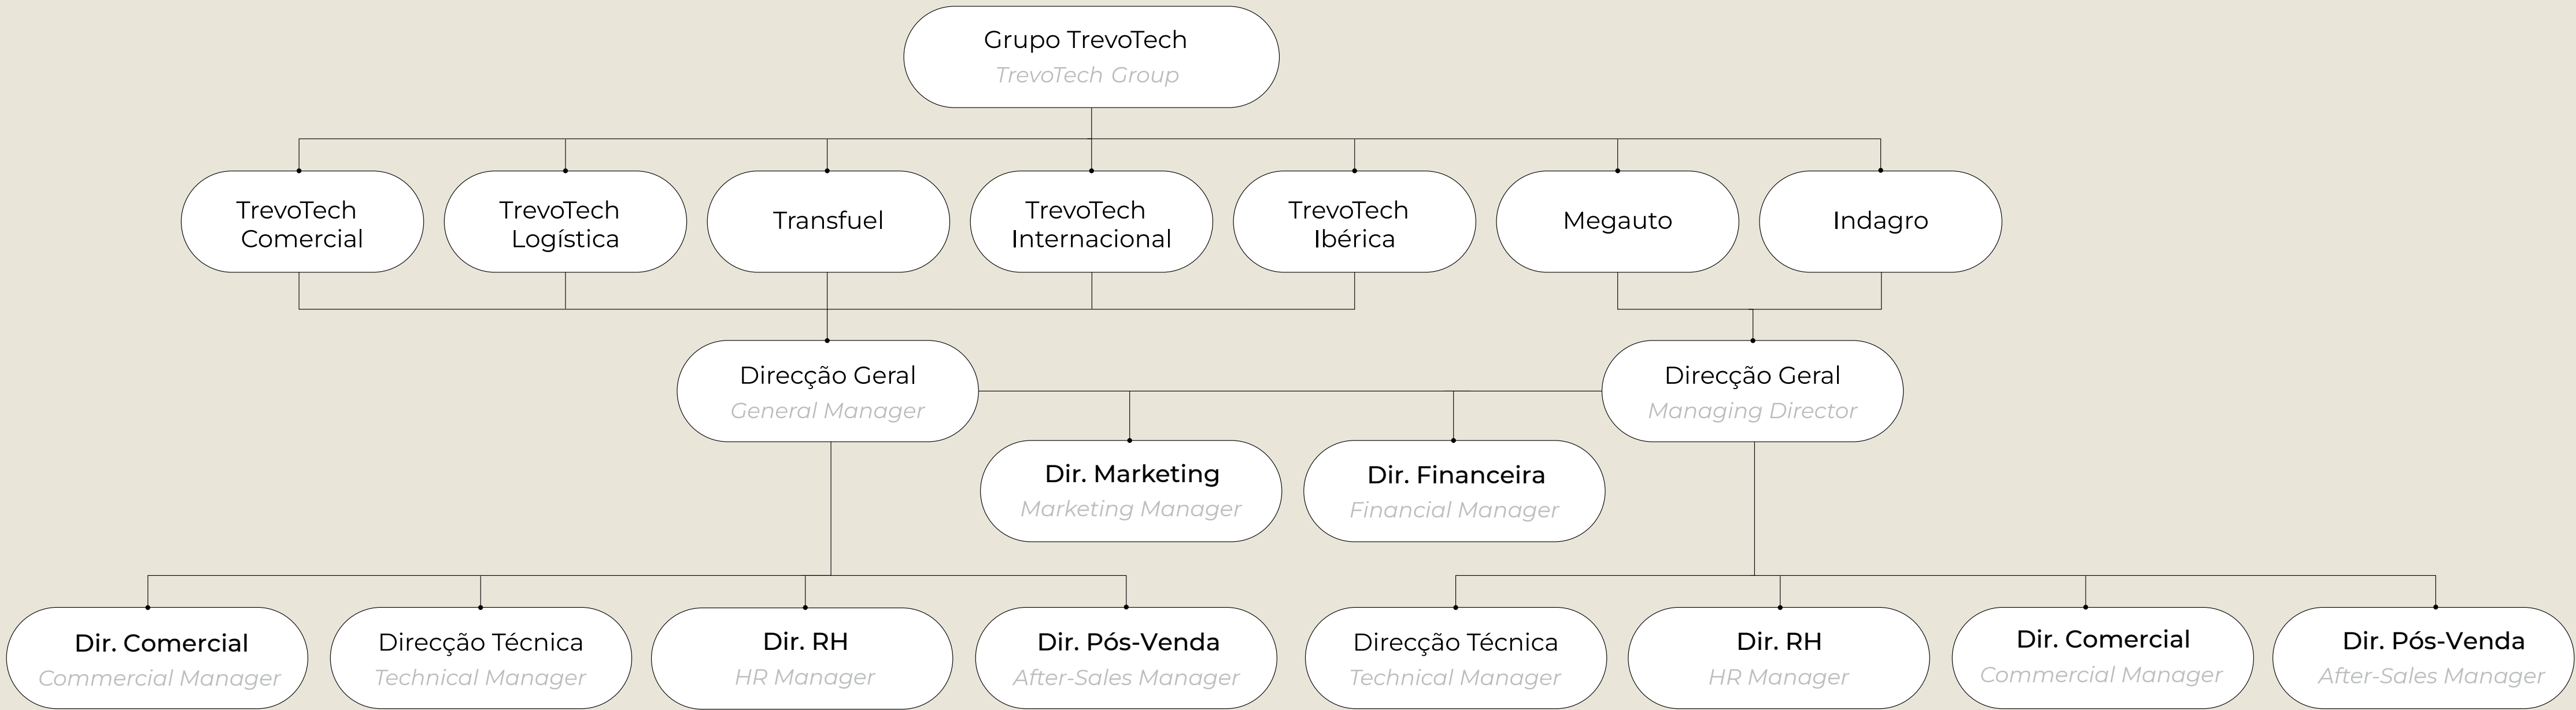 Grupo TrevoTech
TrevoTech Group
TrevoTech
Comercial
TrevoTech
Logística
Transfuel
TrevoTech
Internacional
TrevoTech
Ibérica
Megauto
Indagro
Direcção Geral
General Manager
Direcção Geral
Managing Director
Dir. Marketing
Marketing Manager
Dir. Financeira
Financial Manager
Dir. Comercial
Commercial Manager
Direcção Técnica
Technical Manager
Dir. RH
HR Manager
Dir. Pós-Venda
After-Sales Manager
Direcção Técnica
Technical Manager
Dir. RH
HR Manager
Dir. Comercial
Commercial Manager
Dir. Pós-Venda
After-Sales Manager